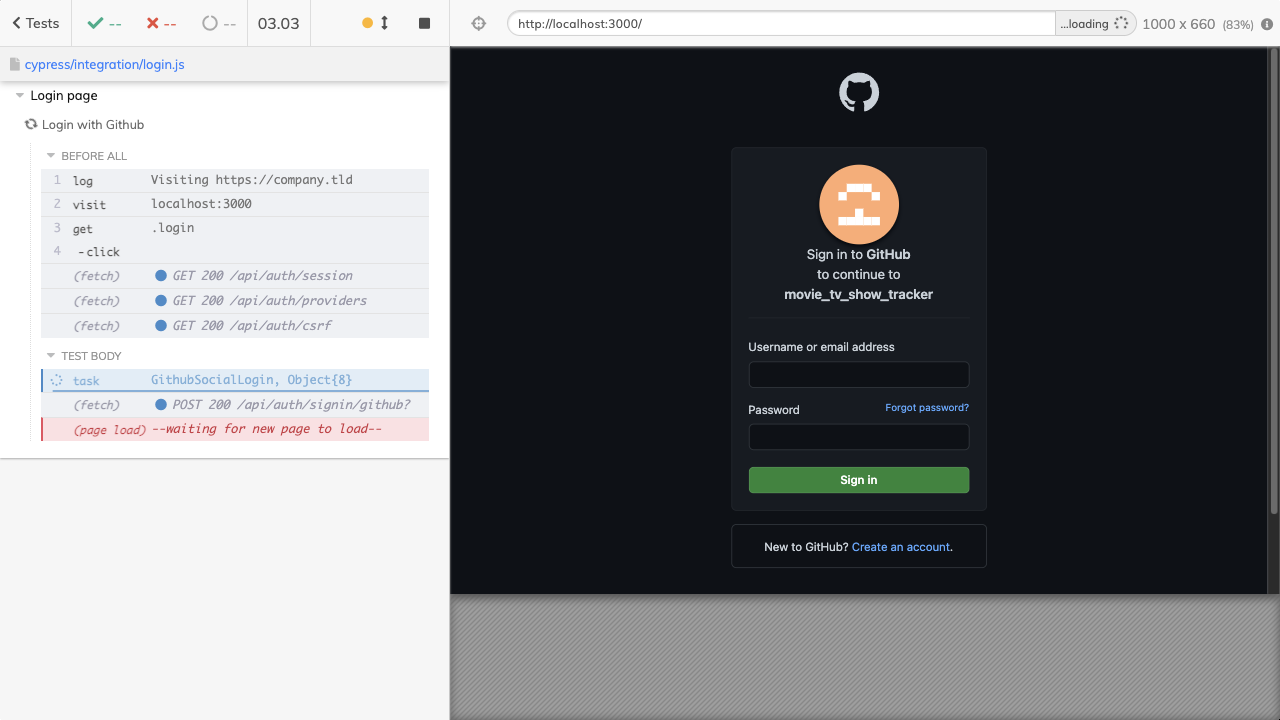 Tests
--
--
--
03.03
http://localhost:3000/
...loading
1000 x 660 (83%)
cypress/integration/login.js
Login page
Login with Github
BEFORE ALL
1 log Visiting https://company.tld
2 visit localhost:3000
3 get .login
4 -click
(fetch) GET 200 /api/auth/session
(fetch) GET 200 /api/auth/providers
(fetch) GET 200 /api/auth/csrf
TEST BODY
task GithubSocialLogin, Object{8}
(fetch) POST 200 /api/auth/signin/github?
(page load) --waiting for new page to load--
Sign in to GitHub
to continue to
movie_tv_show_tracker
Username or email address
Password Forgot password?
Sign in
New to GitHub? Create an account.